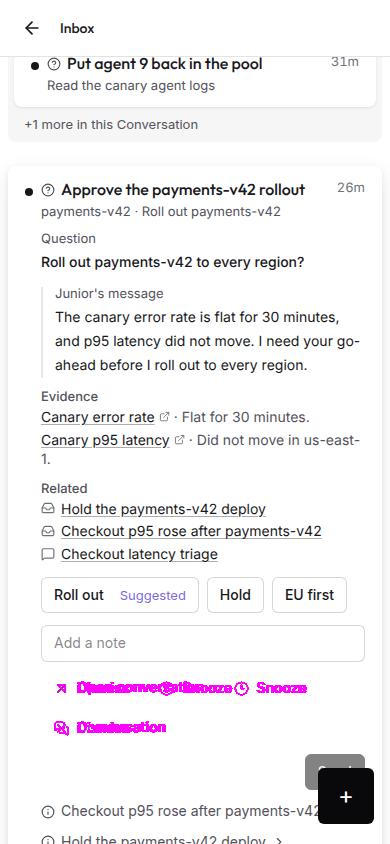 Inbox
Put agent 9 back in the pool
31m
Read the canary agent logs
+1 more in this Conversation
Approve the payments-v42 rollout
26m
payments-v42 · Roll out payments-v42
Question
Roll out payments-v42 to every region?
Junior's message
The canary error rate is flat for 30 minutes,
and p95 latency did not move. I need your go-
ahead before I roll out to every region.
Evidence
Canary error rate · Flat for 30 minutes.
Canary p95 latency · Did not move in us-east-
1.
Related
Hold the payments-v42 deploy
Checkout p95 rose after payments-v42
Checkout latency triage
Roll out Suggested Hold EU first
Add a note
Snooze
Checkout p95 rose after payments-v42
+
Hold the payments-v42 deploy